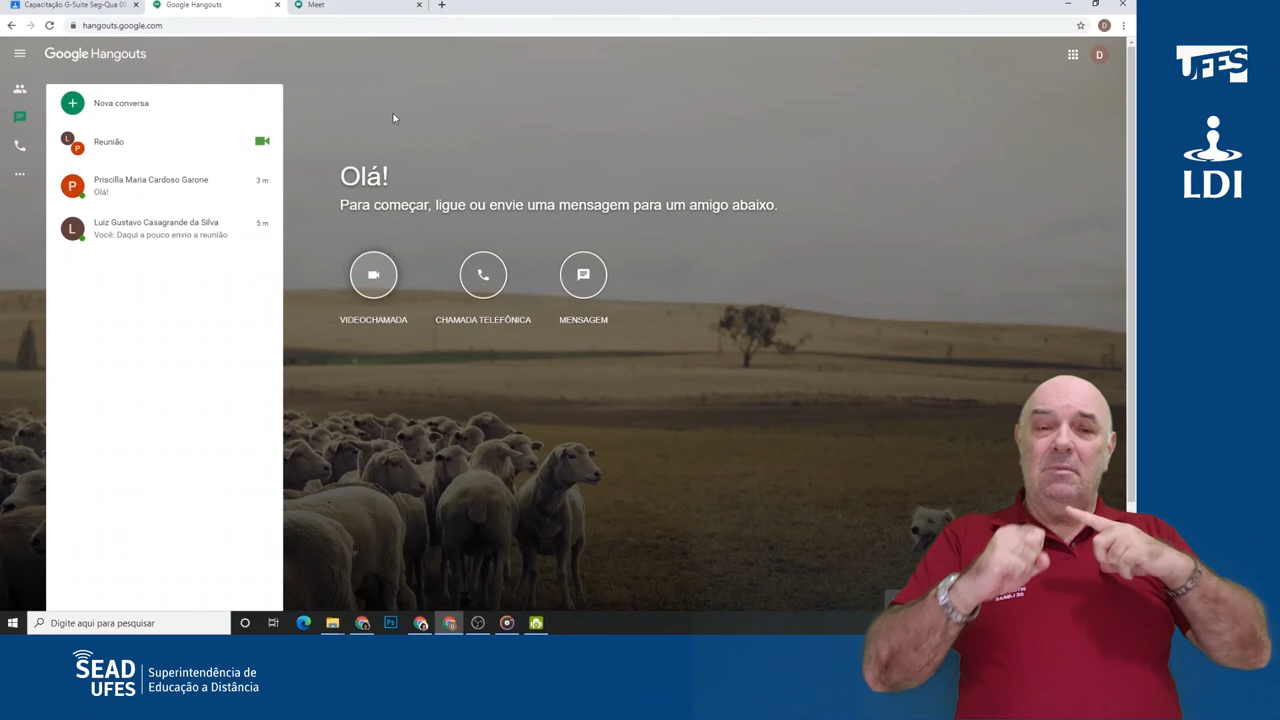 Capacitação G-Suite Seg-Qua 08
Google Hangouts
Meet
hangouts.google.com
D
Google Hangouts
D
Nova conversa
L
P
Reunião
P
Priscilla Maria Cardoso Garone
3 m
Olá!
L
Luiz Gustavo Casagrande da Silva
5 m
Você: Daqui a pouco envio a reunião
Olá!
Para começar, ligue ou envie uma mensagem para um amigo abaixo.
VIDEOCHAMADA
CHAMADA TELEFÔNICA
MENSAGEM
UFES
LDI
Digite aqui para pesquisar
Ps
SEAD
UFES
Superintendência de
Educação a Distância